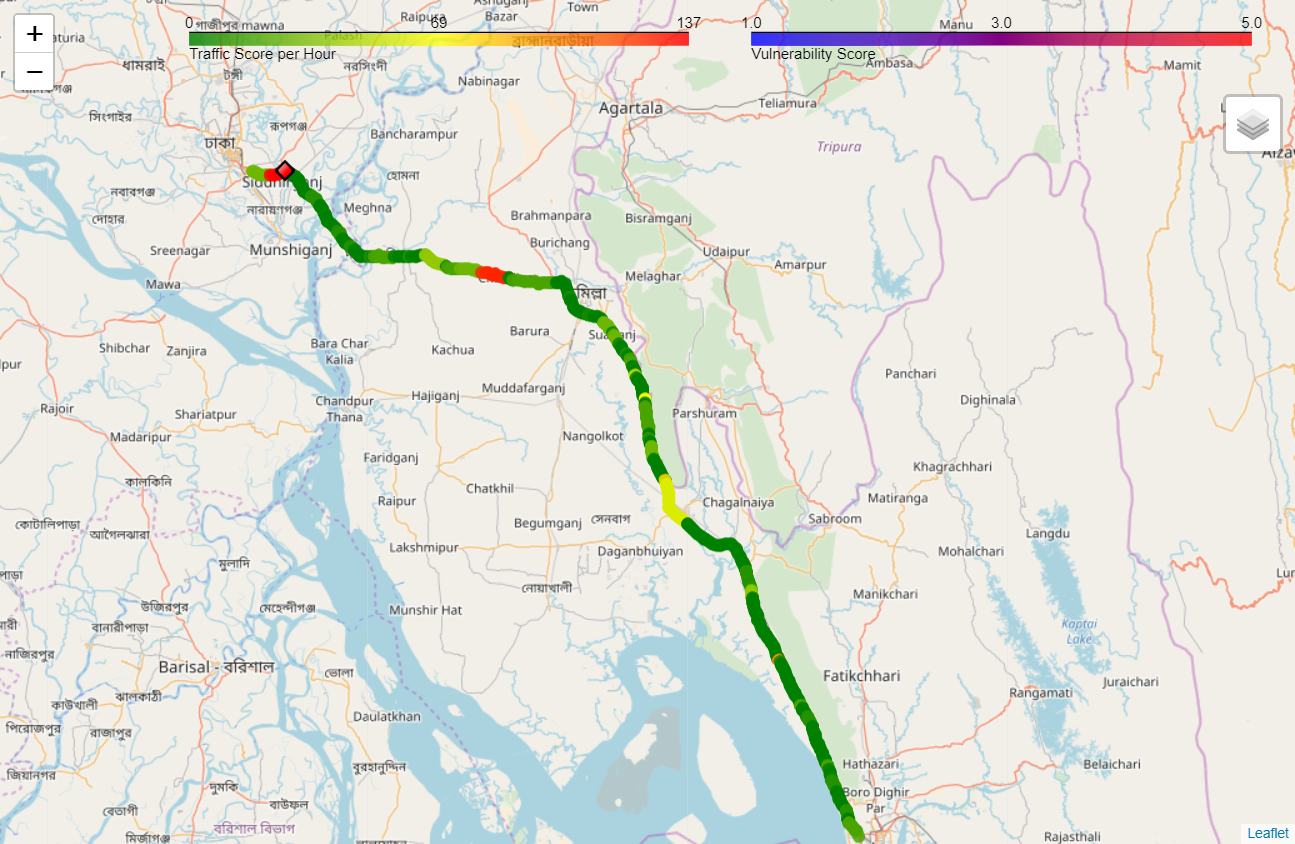 +
−
0
69
137
1.0
3.0
5.0
Traffic Score per Hour
Vulnerability Score
গাজীপুর mawna
Raipura
Ashuganj
Bazar
Town
Manu
Palash
ব্রাহ্মণবাড়ীয়া
ধামরাই
টঙ্গী
নরসিংদী
Nabinagar
Ambasa
Mamit
Agartala
Teliamura
সিংগাইর
রূপগঞ্জ
ঢাকা
Bancharampur
Tripura
হোমনা
নবাবগঞ্জ
নারায়ণগঞ্জ
Meghna
দোহার
Brahmanpara
Bisramganj
Sreenagar
Munshiganj
Burichang
Udaipur
Amarpur
Melaghar
Mawa
Barura
Shibchar
Zanjira
Bara Char
Kalia
Kachua
Panchari
Muddafarganj
Hajiganj
Chandpur
Thana
Dighinala
Rajoir
Shariatpur
Parshuram
Madaripur
Nangolkot
Faridganj
Khagrachhari
কালকিনি
Chatkhil
Raipur
Chagalnaiya
Matiranga
কোটালিপাড়া
আগৈলঝারা
Begumganj
সেনবাগ
Sabroom
Langdu
Lakshmipur
Daganbhuiyan
Mohalchari
মুলাদি
নোয়াখালী
Manikchari
উজিরপুর
মেহেন্দীগঞ্জ
Munshir Hat
বানারীপাড়া
Kaptai
Lake
নাজিরপুর
Barisal - বরিশাল
ভোলা
Fatikchhari
Juraichari
ঝালকাঠী
Rangamati
কাউখালী
Daulatkhan
পিরোজপুর
রাজাপুর
জিয়ানগর
বুরহানুদ্দিন
Hathazari
Belaichari
দুমকি
Boro Dighir
Par
বেতাগী
বাউফল
বরিশাল বিভাগ
মির্জাগঞ্জ
Rajasthali
Leaflet